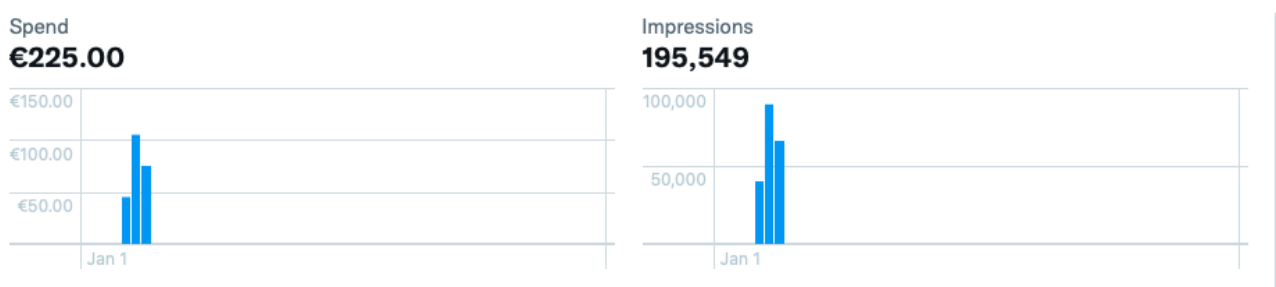 Spend
€225.00
€150.00
€100.00
€50.00
Jan 1
Impressions
195,549
100,000
50,000
Jan 1